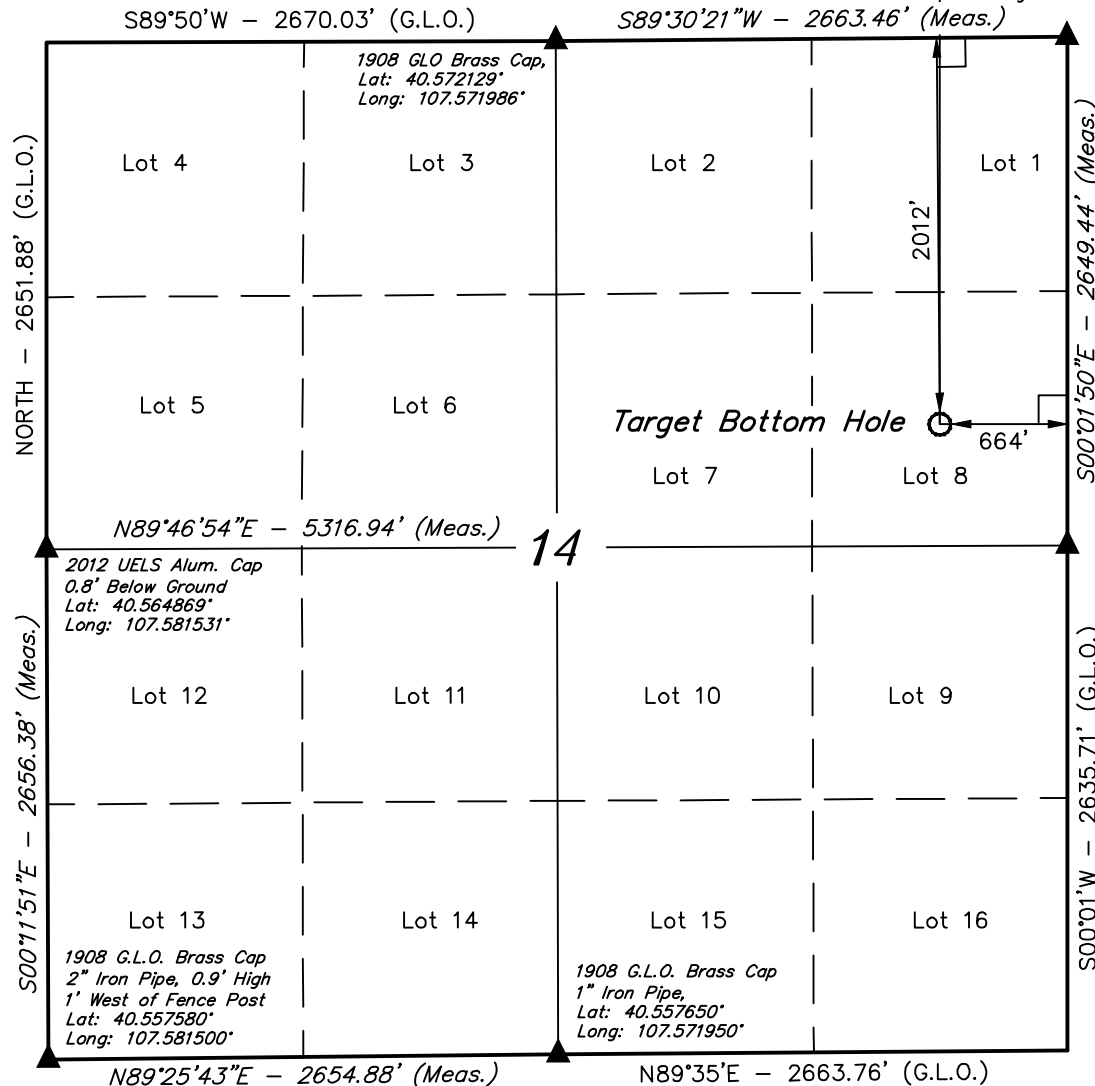 S89°50'W – 2670.03' (G.L.O.)
S89°30'21"W – 2663.46' (Meas.)
1908 GLO Brass Cap,
Lat: 40.572129°
Long: 107.571986°
Lot 4
Lot 3
Lot 2
Lot 1
NORTH – 2651.88' (G.L.O.)
2012'
S00°01'50"E – 2649.44' (Meas.)
Lot 5
Lot 6
Target Bottom Hole
664'
Lot 7
Lot 8
N89°46'54"E – 5316.94' (Meas.)
14
2012 UELS Alum. Cap
0.8' Below Ground
Lat: 40.564869°
Long: 107.581531°
Lot 12
Lot 11
Lot 10
Lot 9
S00°11'51"E – 2656.38' (Meas.)
S00°01'W – 2635.71' (G.L.O.)
Lot 13
Lot 14
Lot 15
Lot 16
1908 G.L.O. Brass Cap
2" Iron Pipe, 0.9' High
1' West of Fence Post
Lat: 40.557580°
Long: 107.581500°
1908 G.L.O. Brass Cap
1" Iron Pipe,
Lat: 40.557650°
Long: 107.571950°
N89°25'43"E – 2654.88' (Meas.)
N89°35'E – 2663.76' (G.L.O.)